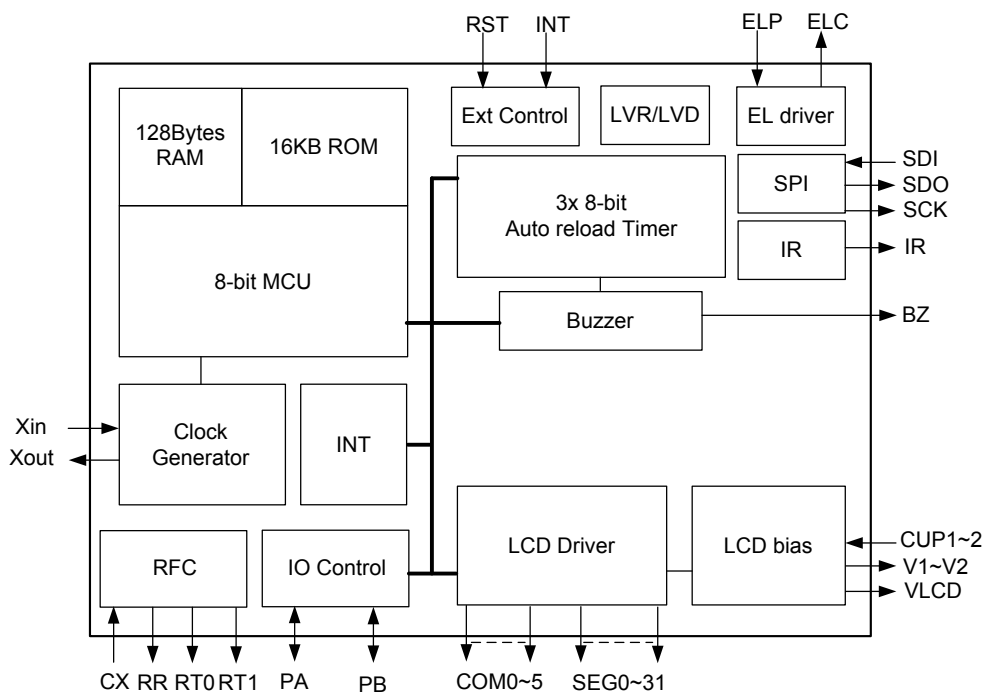 RST
INT
ELP
ELC
128Bytes
RAM
16KB ROM
Ext Control
LVR/LVD
EL driver
SPI
SDI
SDO
SCK
3x 8-bit
Auto reload Timer
8-bit MCU
IR
IR
Buzzer
BZ
Xin
Xout
Clock
Generator
INT
RFC
IO Control
LCD Driver
LCD bias
CUP1~2
V1~V2
VLCD
CX
RR
RT0
RT1
PA
PB
COM0~5
SEG0~31